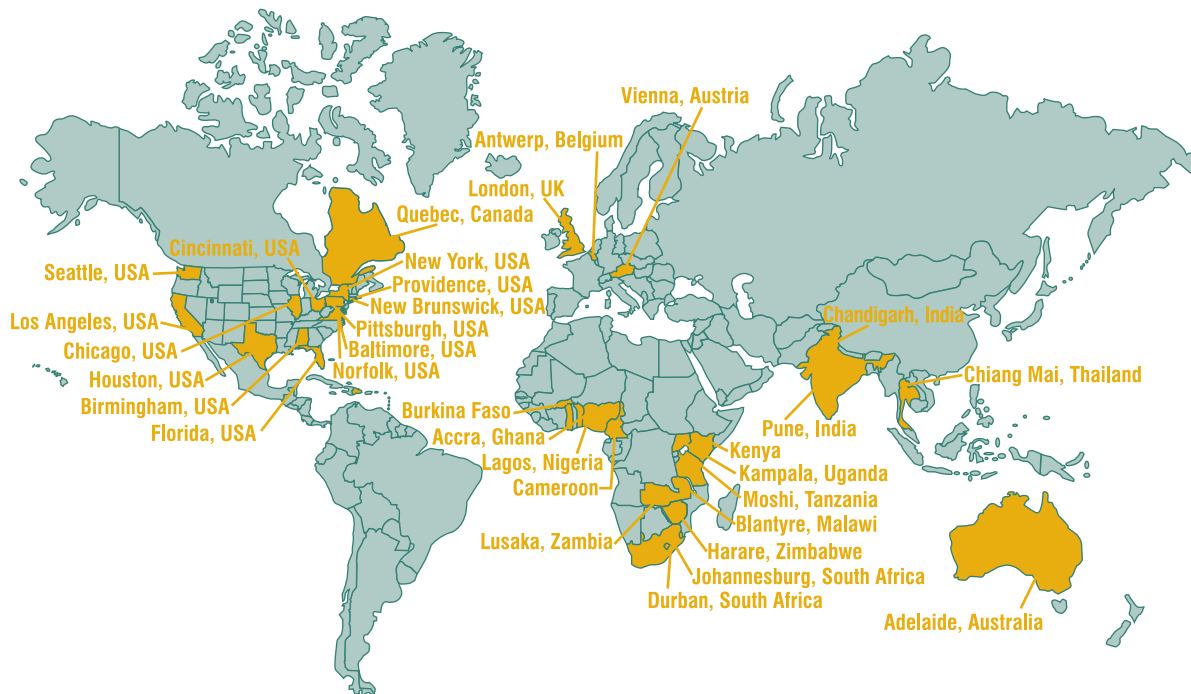 Vienna, Austria
Antwerp, Belgium
London, UK
Quebec, Canada
Cincinnati, USA
New York, USA
Seattle, USA
Providence, USA
New Brunswick, USA
Los Angeles, USA
Pittsburgh, USA
Chicago, USA
Baltimore, USA
Norfolk, USA
Houston, USA
Birmingham, USA
Florida, USA
Chandigarh, India
Chiang Mai, Thailand
Pune, India
Burkina Faso
Accra, Ghana
Lagos, Nigeria
Cameroon
Kenya
Kampala, Uganda
Moshi, Tanzania
Blantyre, Malawi
Lusaka, Zambia
Harare, Zimbabwe
Johannesburg, South Africa
Durban, South Africa
Adelaide, Australia